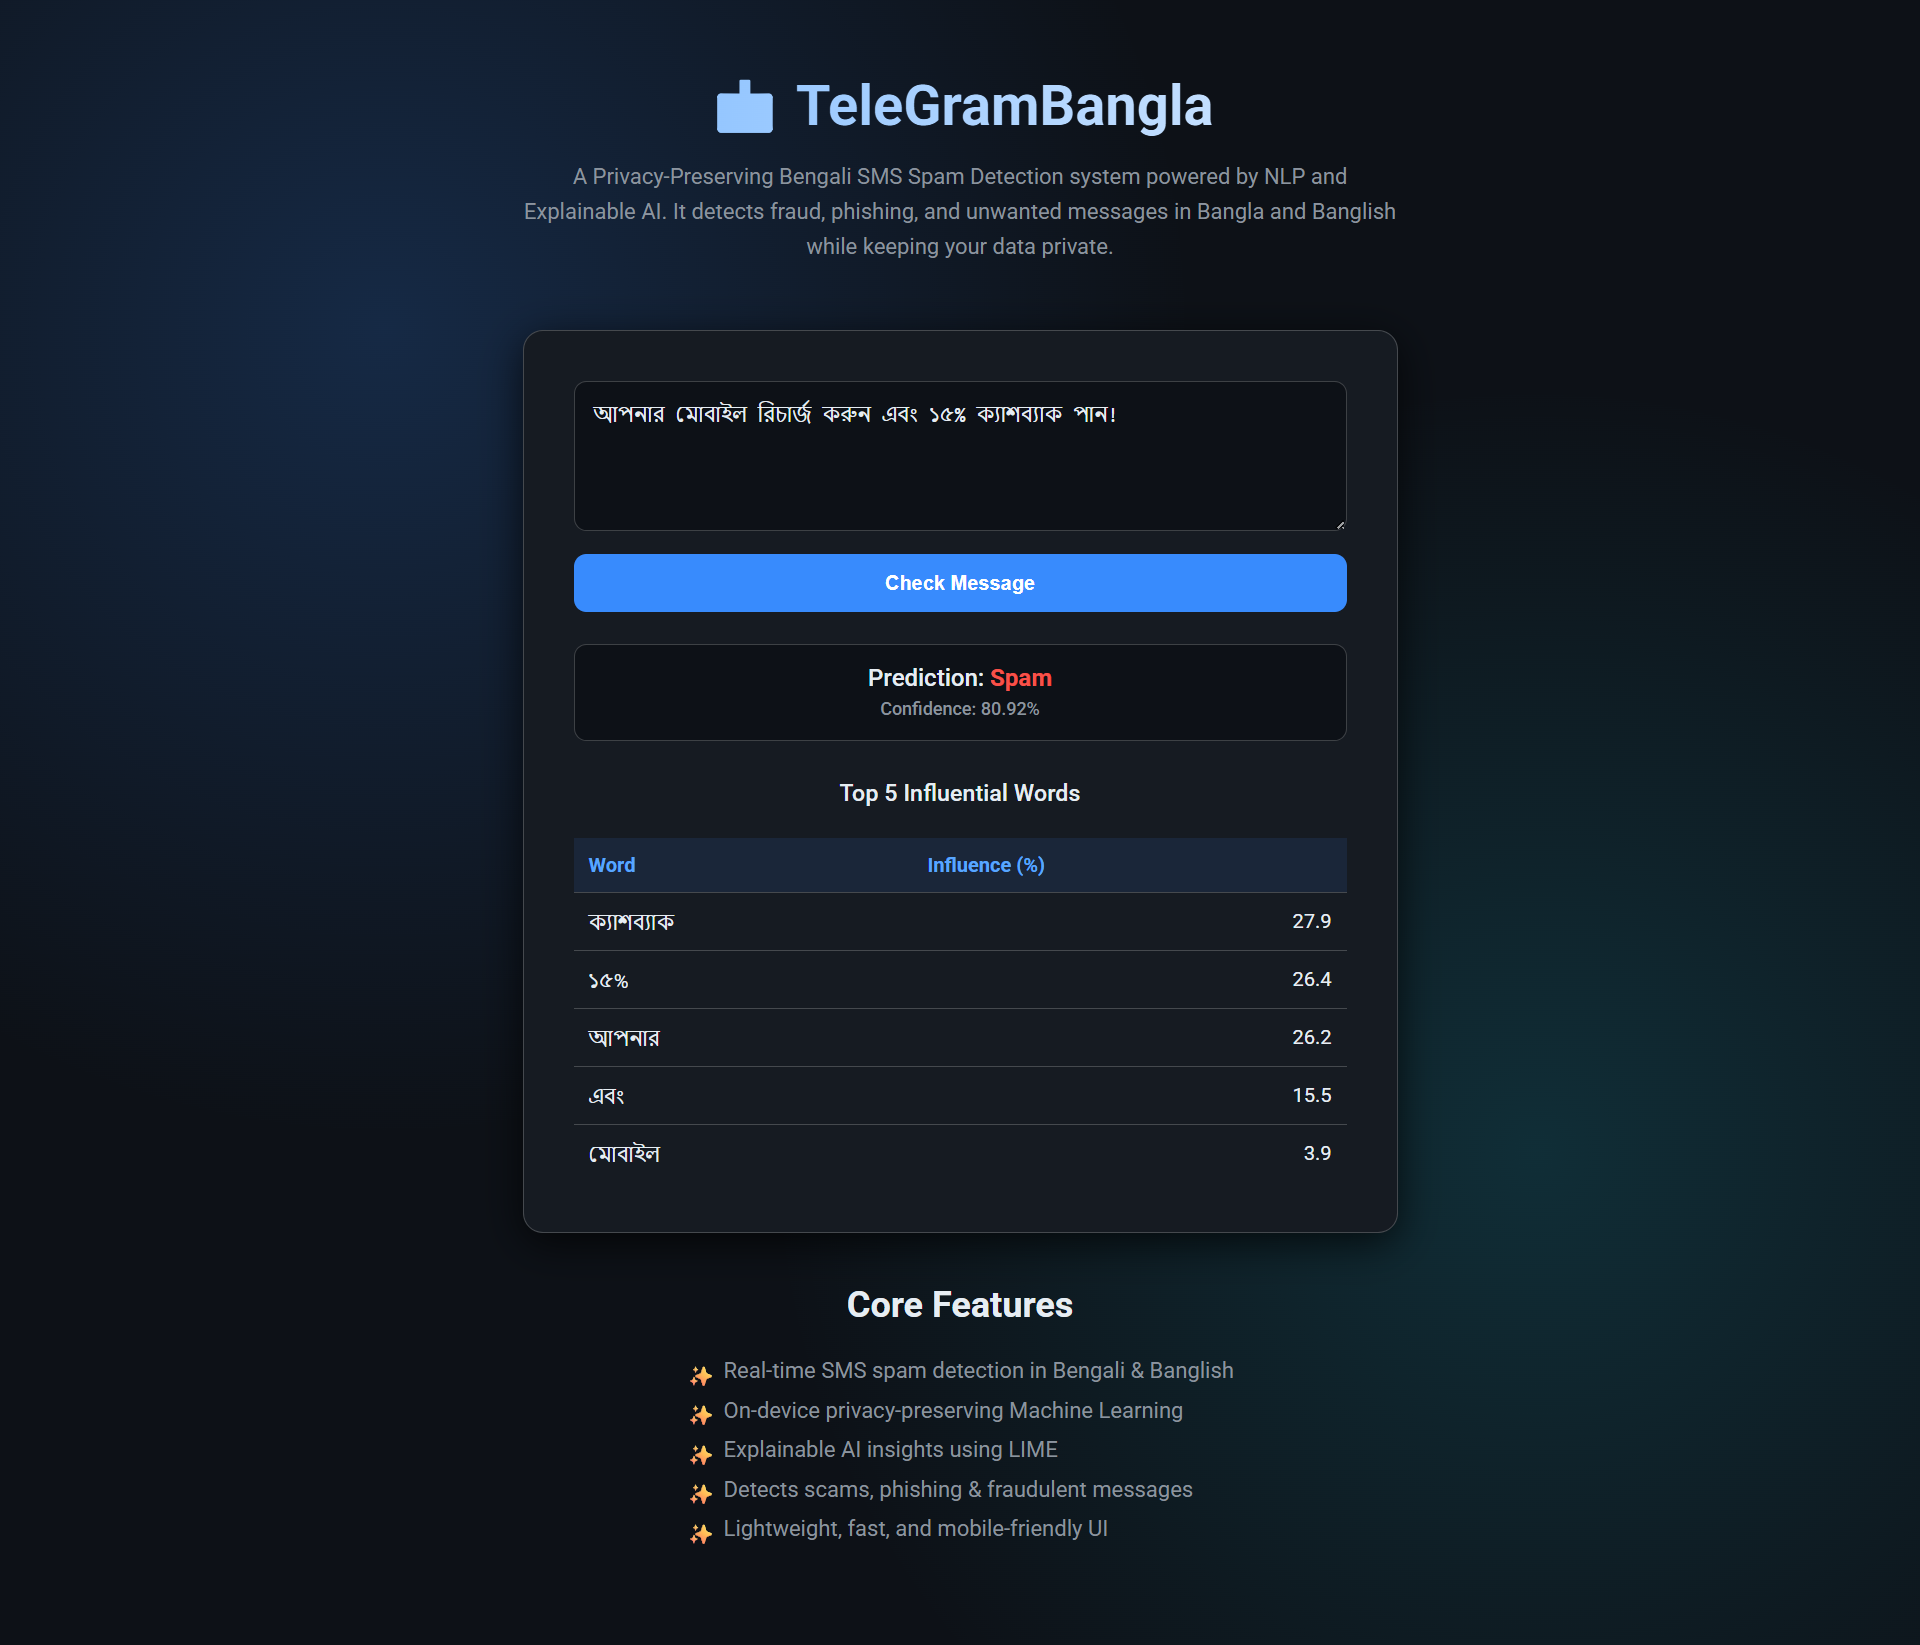 TeleGramBangla
A Privacy-Preserving Bengali SMS Spam Detection system powered by NLP and
Explainable AI. It detects fraud, phishing, and unwanted messages in Bangla and Banglish
while keeping your data private.
আপনার মোবাইল রিচার্জ করুন এবং ১৫% ক্যাশব্যাক পান!
Check Message
Prediction: Spam
Confidence: 80.92%
Top 5 Influential Words
Word Influence (%)
ক্যাশব্যাক 27.9
১৫% 26.4
আপনার 26.2
এবং 15.5
মোবাইল 3.9
Core Features
Real-time SMS spam detection in Bengali & Banglish
On-device privacy-preserving Machine Learning
Explainable AI insights using LIME
Detects scams, phishing & fraudulent messages
Lightweight, fast, and mobile-friendly UI